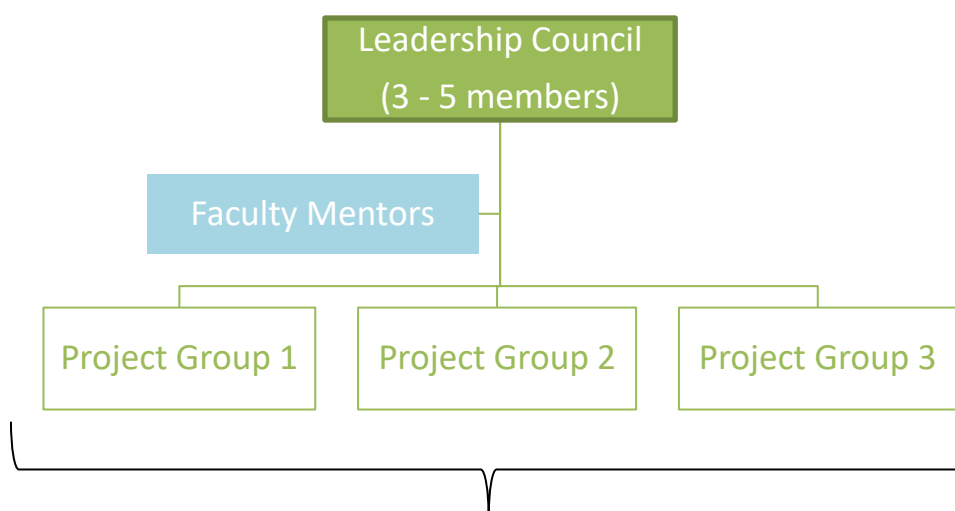 Leadership Council
(3 - 5 members)
Faculty Mentors
Project Group 1
Project Group 2
Project Group 3